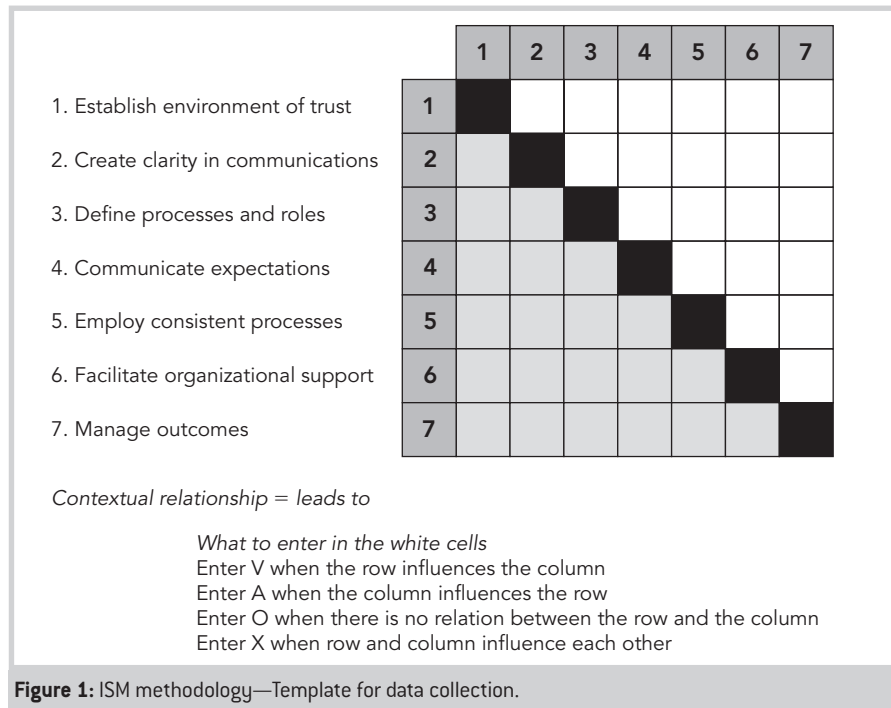 1 2 3 4 5 6 7
1. Establish environment of trust 1
2. Create clarity in communications 2
3. Define processes and roles 3
4. Communicate expectations 4
5. Employ consistent processes 5
6. Facilitate organizational support 6
7. Manage outcomes 7
Contextual relationship = leads to
What to enter in the white cells
Enter V when the row influences the column
Enter A when the column influences the row
Enter O when there is no relation between the row and the column
Enter X when row and column influence each other
Figure 1: ISM methodology—Template for data collection.